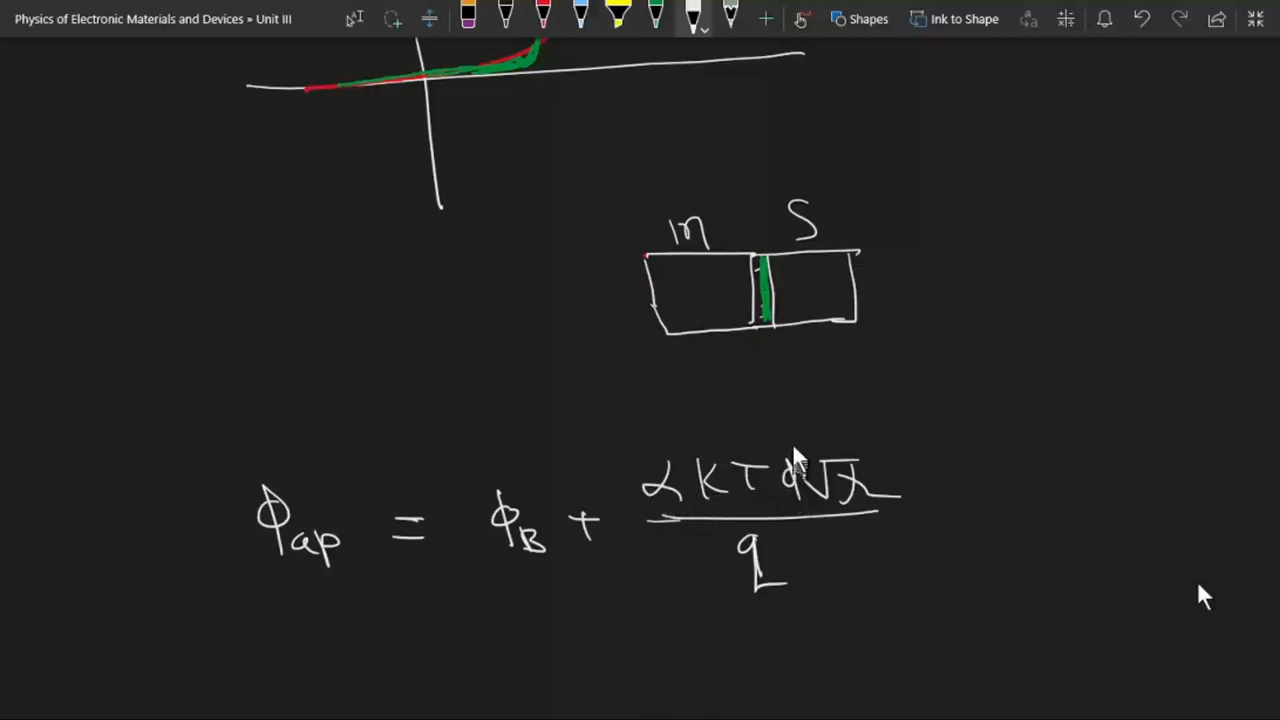 Physics of Electronic Materials and Devices » Unit III
Shapes
Ink to Shape
m S
Φap = ΦB + αKTd√χ / q